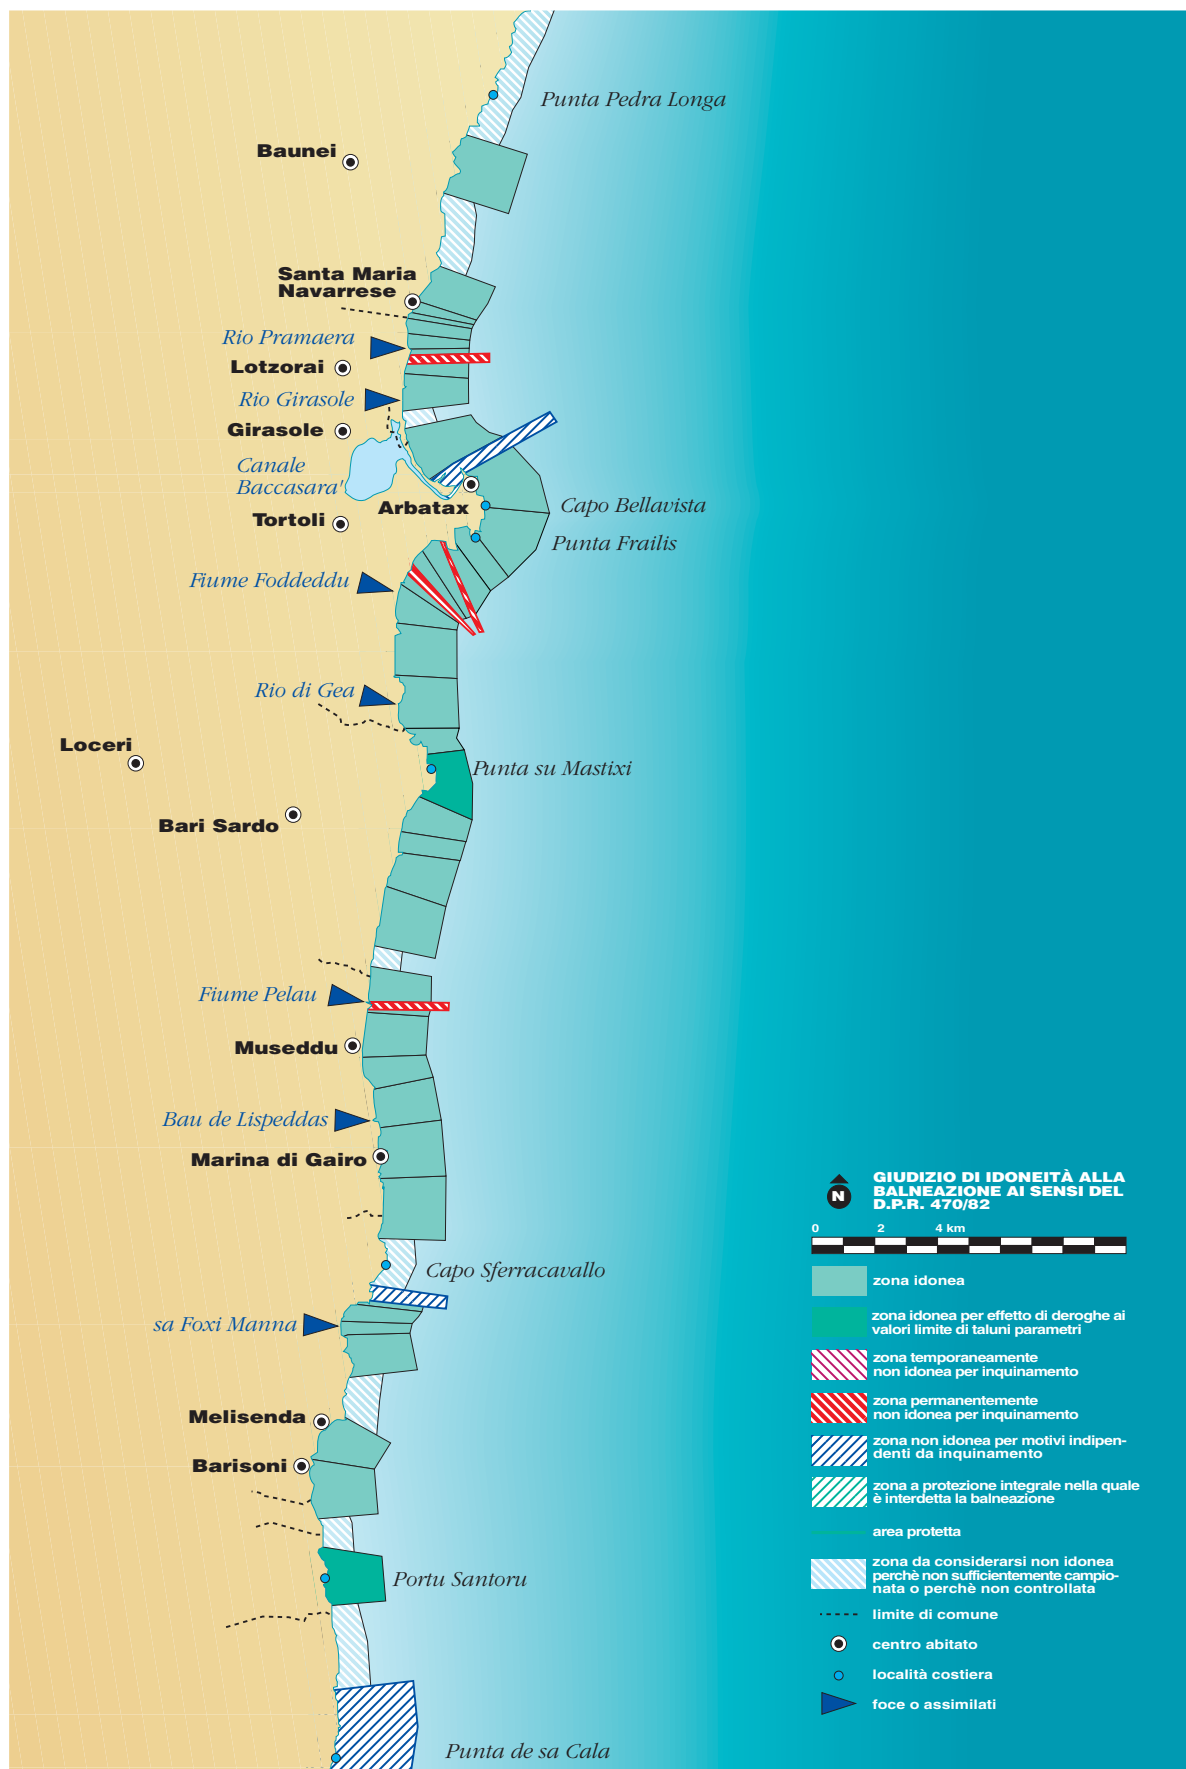 Punta Pedra Longa
Baunei
Santa Maria
Navarrese
Rio Pramaera
Lotzorai
Rio Girasole
Girasole
Canale
Baccasara'
Arbatax
Capo Bellavista
Tortoli
Punta Frailis
Fiume Foddeddu
Rio di Gea
Loceri
Punta su Mastixi
Bari Sardo
Fiume Pelau
Museddu
Bau de Lispeddas
Marina di Gairo
Capo Sferracavallo
sa Foxi Manna
Melisenda
Barisoni
Portu Santoru
Punta de sa Cala
N
GIUDIZIO DI IDONEITÀ ALLA
BALNEAZIONE AI SENSI DEL
D.P.R. 470/82
0 2 4 km
zona idonea
zona idonea per effetto di deroghe ai
valori limite di taluni parametri
zona temporaneamente
non idonea per inquinamento
zona permanentemente
non idonea per inquinamento
zona non idonea per motivi indipen-
denti da inquinamento
zona a protezione integrale nella quale
è interdetta la balneazione
area protetta
zona da considerarsi non idonea
perchè non sufficientemente campio-
nata o perchè non controllata
limite di comune
centro abitato
località costiera
foce o assimilati